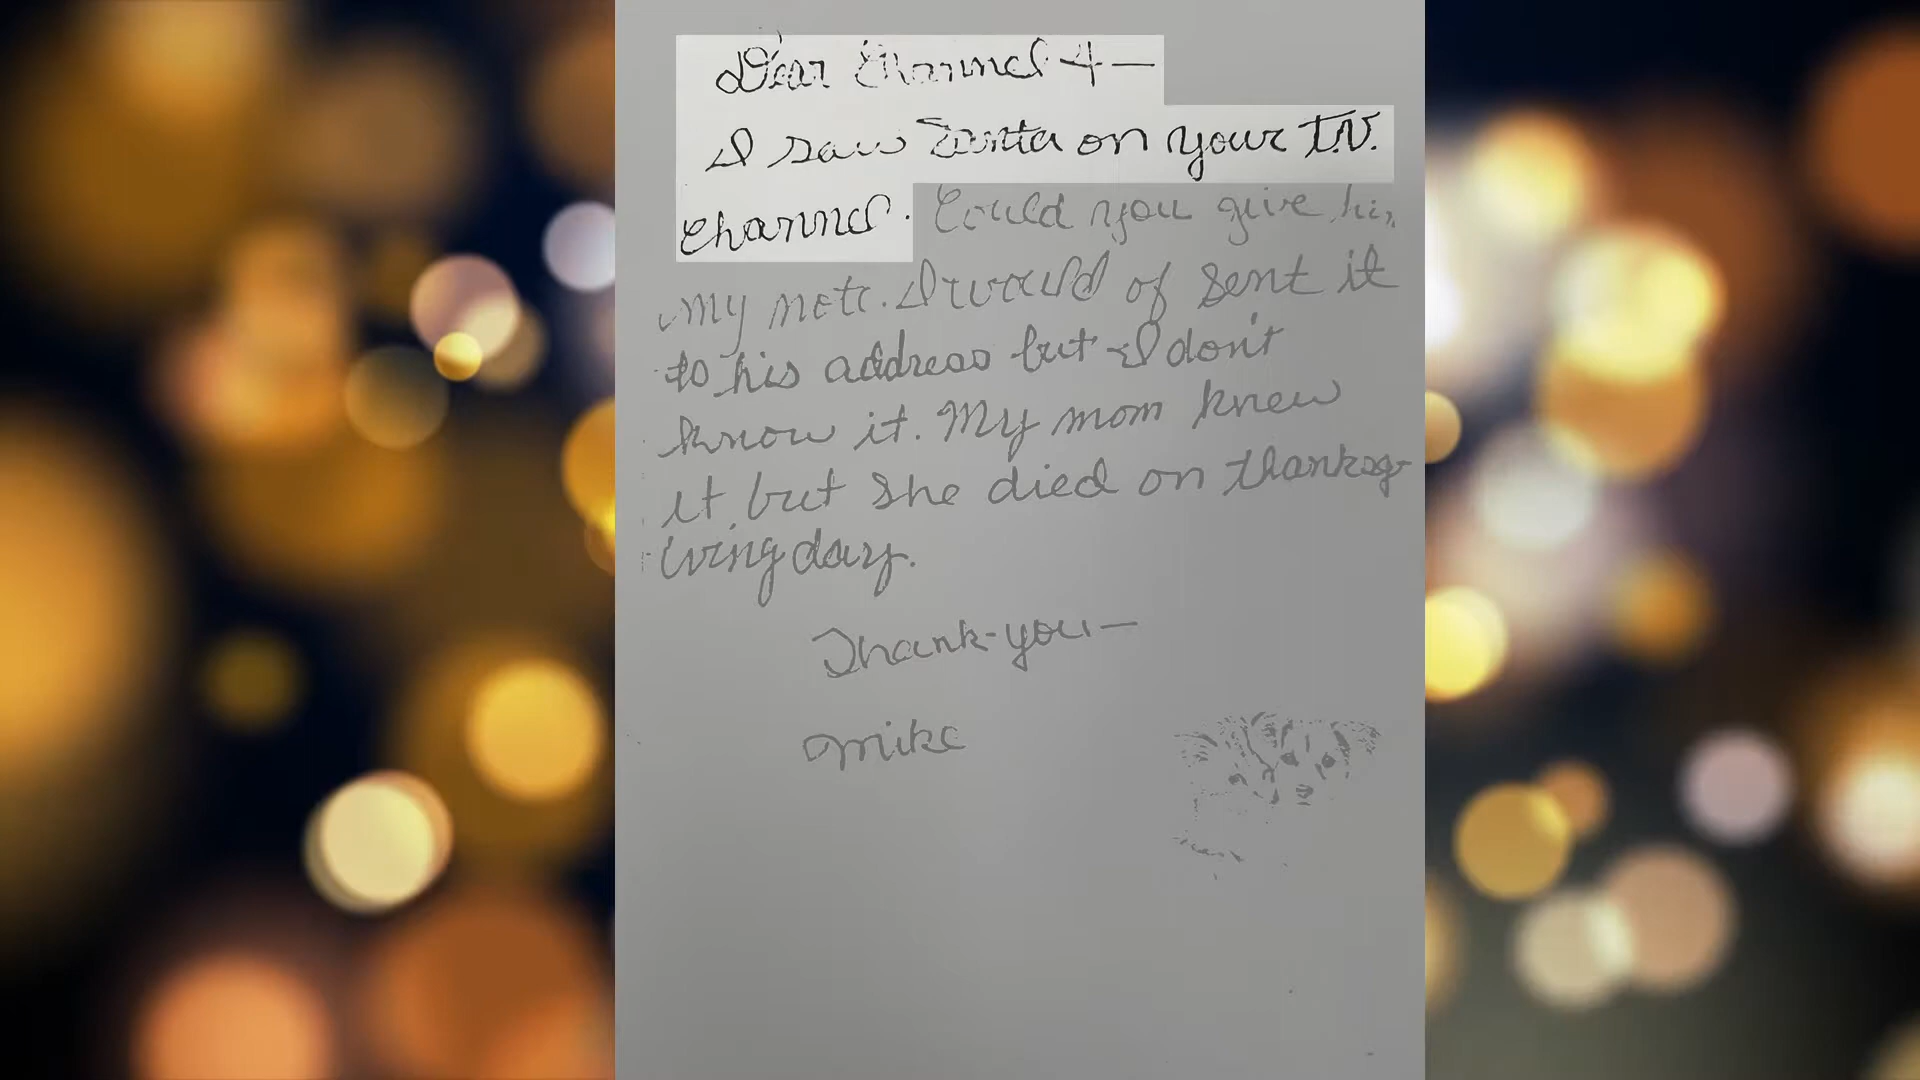 Dear Channel 4—
I saw Santa on your T.V.
channel. Could you give him
my note. I would of sent it
to his address but I don't
know it. My mom knew
it but she died on thanksg-
iving day.
Thank-you—
Mike